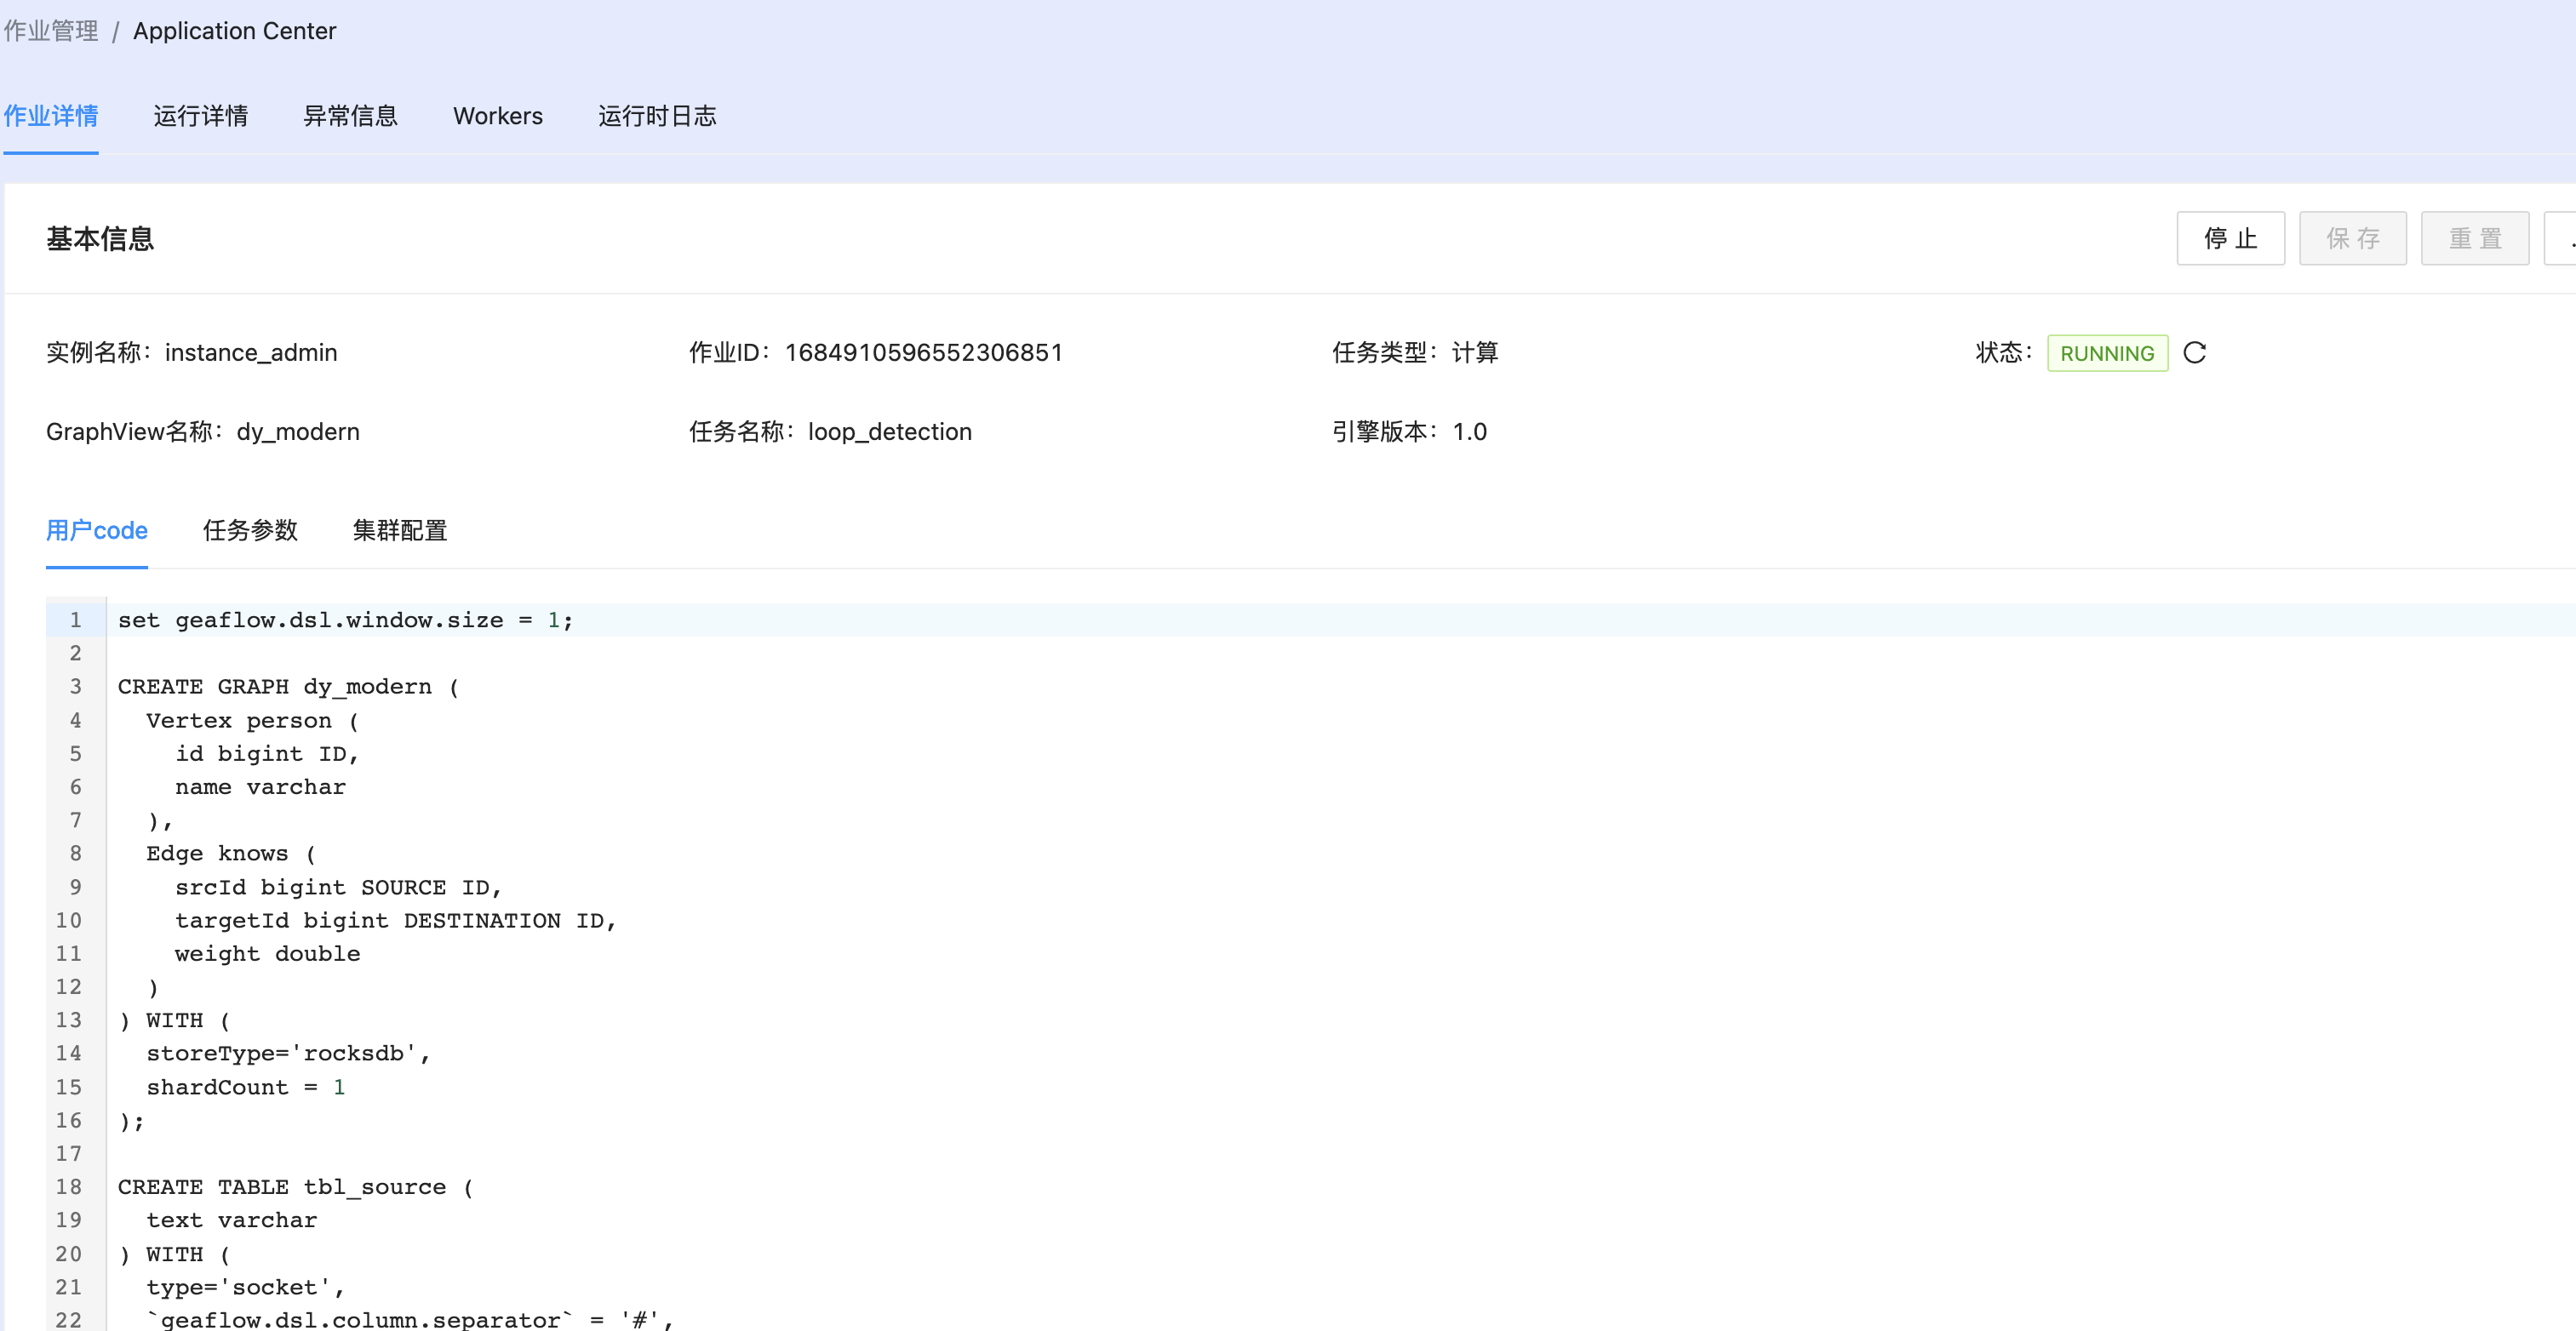 作业管理 / Application Center
作业详情 运行详情 异常信息 Workers 运行时日志
基本信息 停 止 保 存 重 置
实例名称：instance_admin 作业ID：1684910596552306851 任务类型：计算 状态：RUNNING
GraphView名称：dy_modern 任务名称：loop_detection 引擎版本：1.0
用户code 任务参数 集群配置
1 set geaflow.dsl.window.size = 1;
2
3 CREATE GRAPH dy_modern (
4 Vertex person (
5 id bigint ID,
6 name varchar
7 ),
8 Edge knows (
9 srcId bigint SOURCE ID,
10 targetId bigint DESTINATION ID,
11 weight double
12 )
13 ) WITH (
14 storeType='rocksdb',
15 shardCount = 1
16 );
17
18 CREATE TABLE tbl_source (
19 text varchar
20 ) WITH (
21 type='socket',
22 `geaflow.dsl.column.separator` = '#',